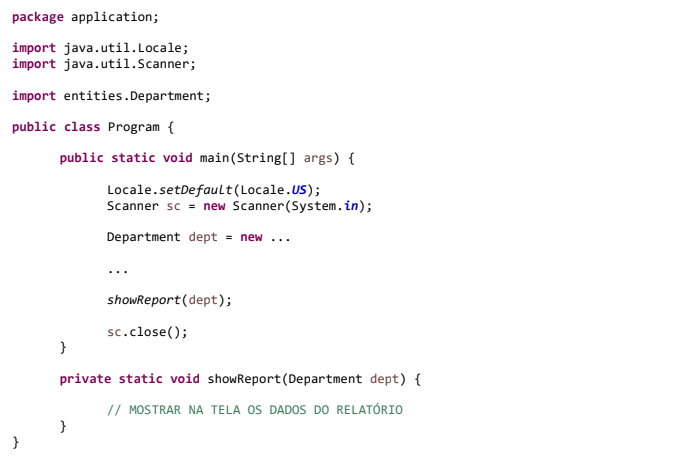 package application;
import java.util.Locale;
import java.util.Scanner;
import entities.Department;
public class Program {
public static void main(String[] args) {
Locale.setDefault(Locale.US);
Scanner sc = new Scanner(System.in);
Department dept = new ...
...
showReport(dept);
sc.close();
}
private static void showReport(Department dept) {
// MOSTRAR NA TELA OS DADOS DO RELATÓRIO
}
}